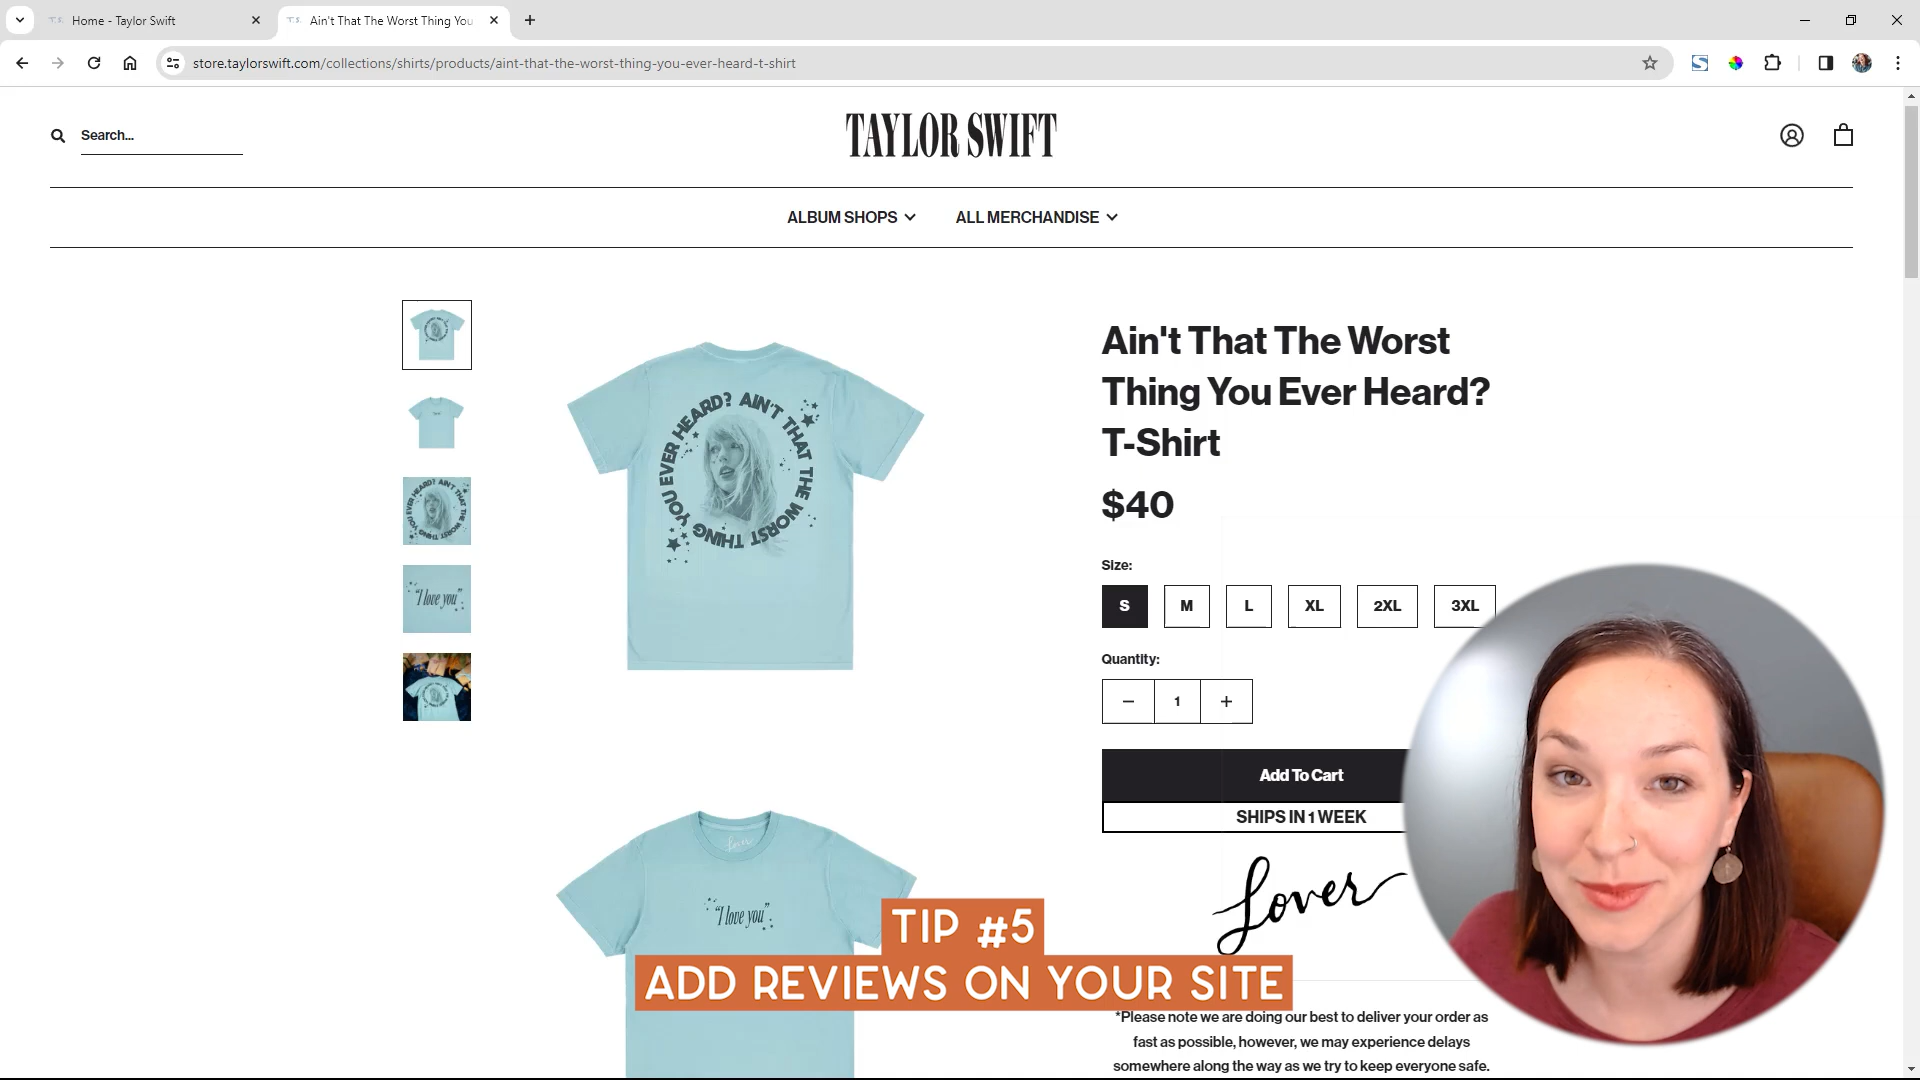 Home - Taylor Swift
Ain't That The Worst Thing You
store.taylorswift.com/collections/shirts/products/aint-that-the-worst-thing-you-ever-heard-t-shirt
Search...
TAYLOR SWIFT
ALBUM SHOPS
ALL MERCHANDISE
AIN'T THAT THE WORST THING YOU EVER HEARD?
"I love you"
Ain't That The Worst
Thing You Ever Heard?
T-Shirt
$40
Size:
S M L XL 2XL 3XL
Quantity:
− 1 +
Add To Cart
SHIPS IN 1 WEEK
Lover
Lover
"I love you"
TIP #5
ADD REVIEWS ON YOUR SITE
*Please note we are doing our best to deliver your order as
fast as possible, however, we may experience delays
somewhere along the way as we try to keep everyone safe.